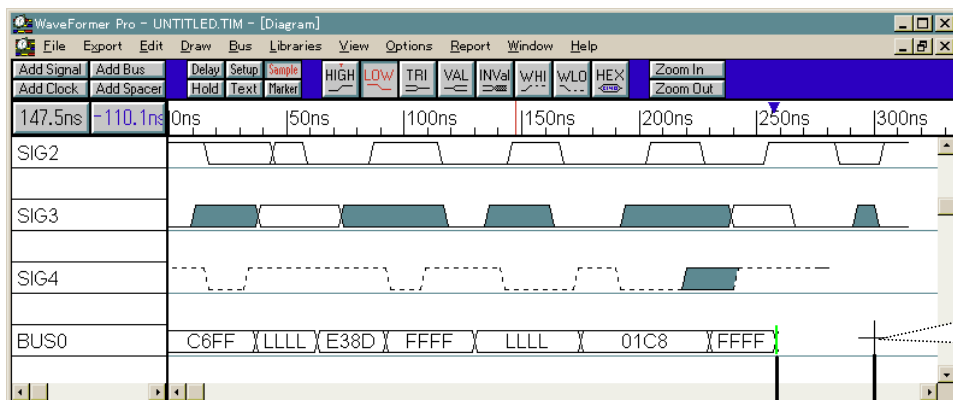 WaveFormer Pro - UNTITLED.TIM - [Diagram]
File Export Edit Draw Bus Libraries View Options Report Window Help
Add Signal Add Bus Delay Setup Sample HIGH LOW TRI VAL INVal WHI WLO HEX Zoom In
Add Clock Add Spacer Hold Text Marker Zoom Out
147.5ns -110.1ns 0ns 50ns 100ns 150ns 200ns 250ns 300ns
SIG2
SIG3
SIG4
BUS0 C6FF LLLL E38D FFFF LLLL 01C8 FFFF